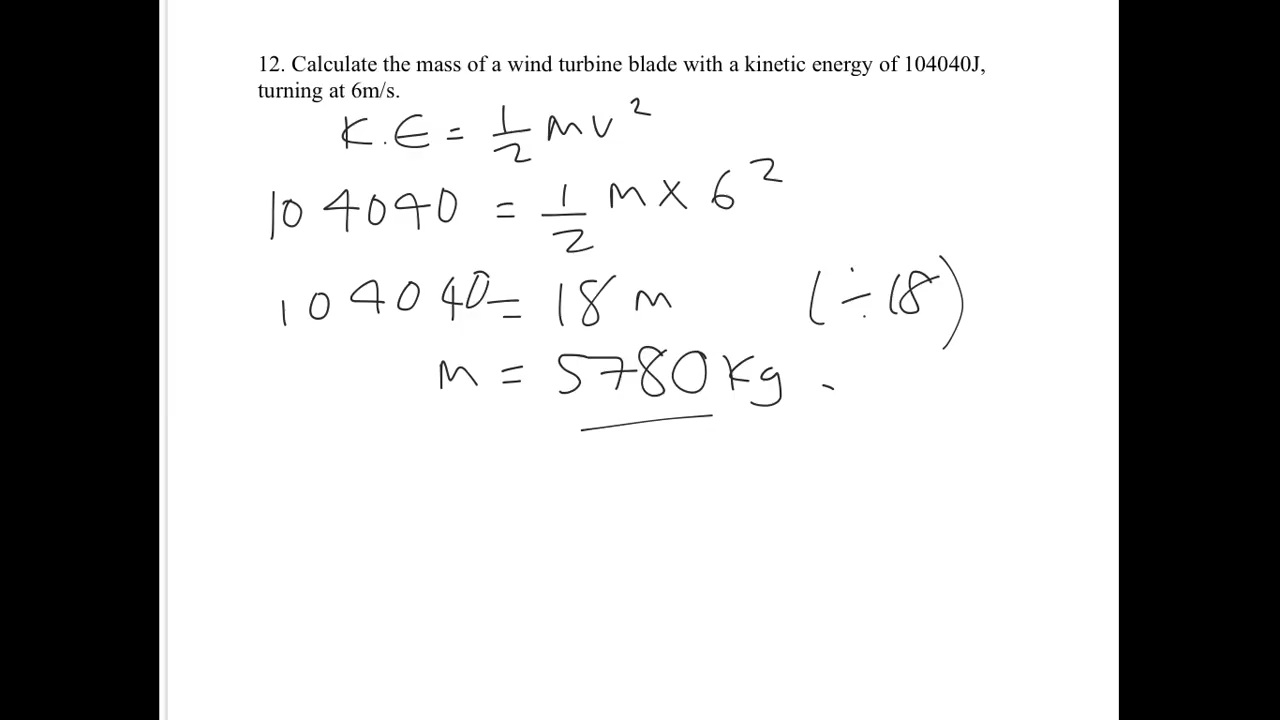 12. Calculate the mass of a wind turbine blade with a kinetic energy of 104040J,
turning at 6m/s.
K.E = 1/2 mv²
104040 = 1/2 m × 6²
104040 = 18 m (÷18)
m = 5780 kg.